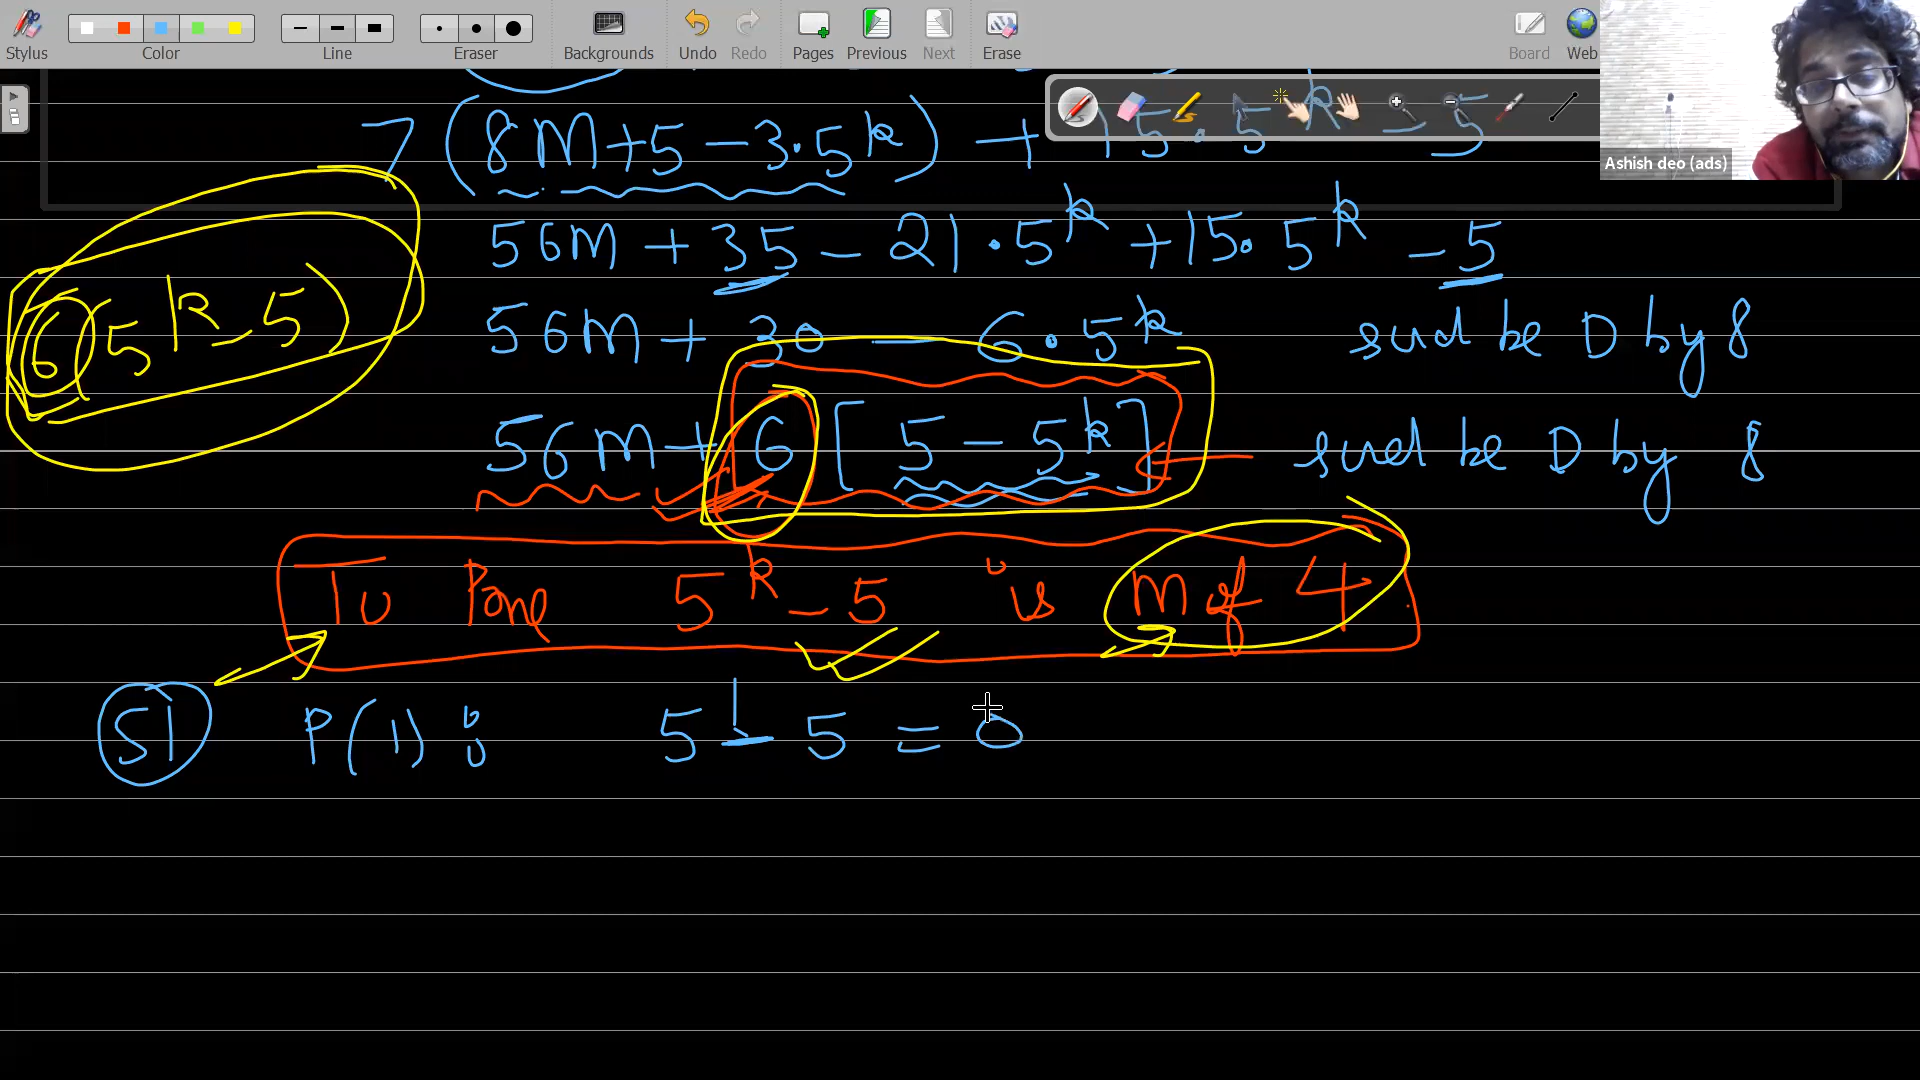 Stylus Color Line Eraser Backgrounds Undo Redo Pages Previous Next Erase Board Web
Ashish deo (ads)
7 (8M+5-3·5^k) + 15·5^k - 5
56M + 35 - 21·5^k + 15·5^k - 5
6(5^k-5)
56M + 30 - 6·5^k be D by 8
56M + 6[5-5^k] be D by 8
To 5^k-5 is M of 4
S1 P(1): 5^1-5=0